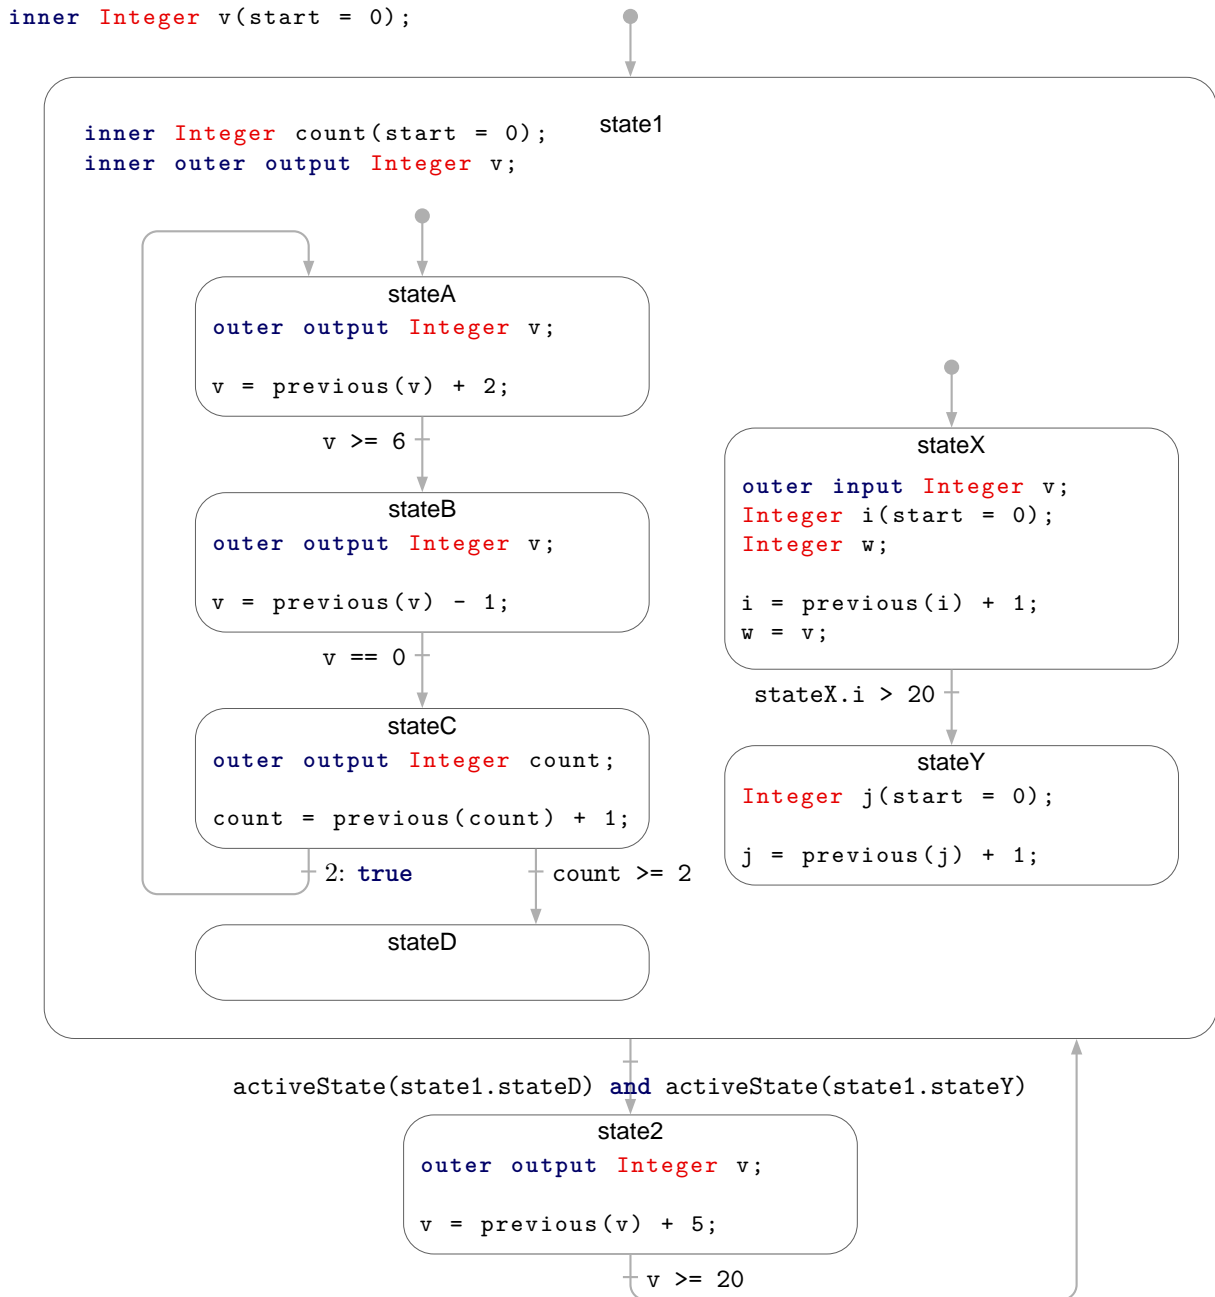 inner Integer v(start = 0);
state1
inner Integer count(start = 0);
inner outer output Integer v;
stateA
outer output Integer v;
v = previous(v) + 2;
v >= 6
stateB
outer output Integer v;
v = previous(v) - 1;
v == 0
stateC
outer output Integer count;
count = previous(count) + 1;
2: true
count >= 2
stateD
stateX
outer input Integer v;
Integer i(start = 0);
Integer w;
i = previous(i) + 1;
w = v;
stateX.i > 20
stateY
Integer j(start = 0);
j = previous(j) + 1;
activeState(state1.stateD) and activeState(state1.stateY)
state2
outer output Integer v;
v = previous(v) + 5;
v >= 20